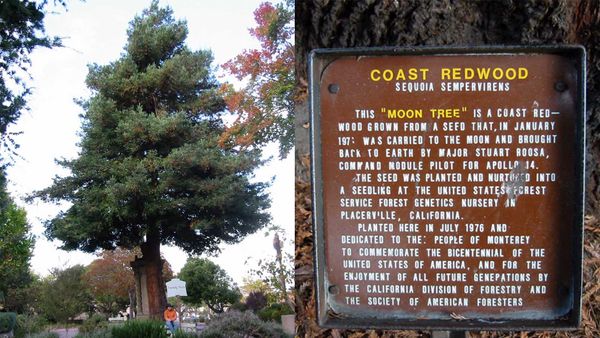 COAST REDWOOD
SEQUOIA SEMPERVIRENS
THIS "MOON TREE" IS A COAST RED-
WOOD GROWN FROM A SEED THAT, IN JANUARY
197 WAS CARRIED TO THE MOON AND BROUGHT
BACK TO EARTH BY MAJOR STUART ROOSA,
COMMAND MODULE PILOT FOR APOLLO 14.
THE SEED WAS PLANTED AND NURTURED INTO
A SEEDLING AT THE UNITED STATES FOREST
SERVICE FOREST GENETICS NURSERY IN
PLACERVILLE, CALIFORNIA.
PLANTED HERE IN JULY 1976 AND
DEDICATED TO THE: PEOPLE OF MONTEREY
TO COMMEMORATE THE BICENTENNIAL OF THE
UNITED STATES OF AMERICA, AND FOR THE
ENJOYMENT OF ALL FUTURE GENERATIONS BY
THE CALIFORNIA DIVISION OF FORESTRY AND
THE SOCIETY OF AMERICAN FORESTERS